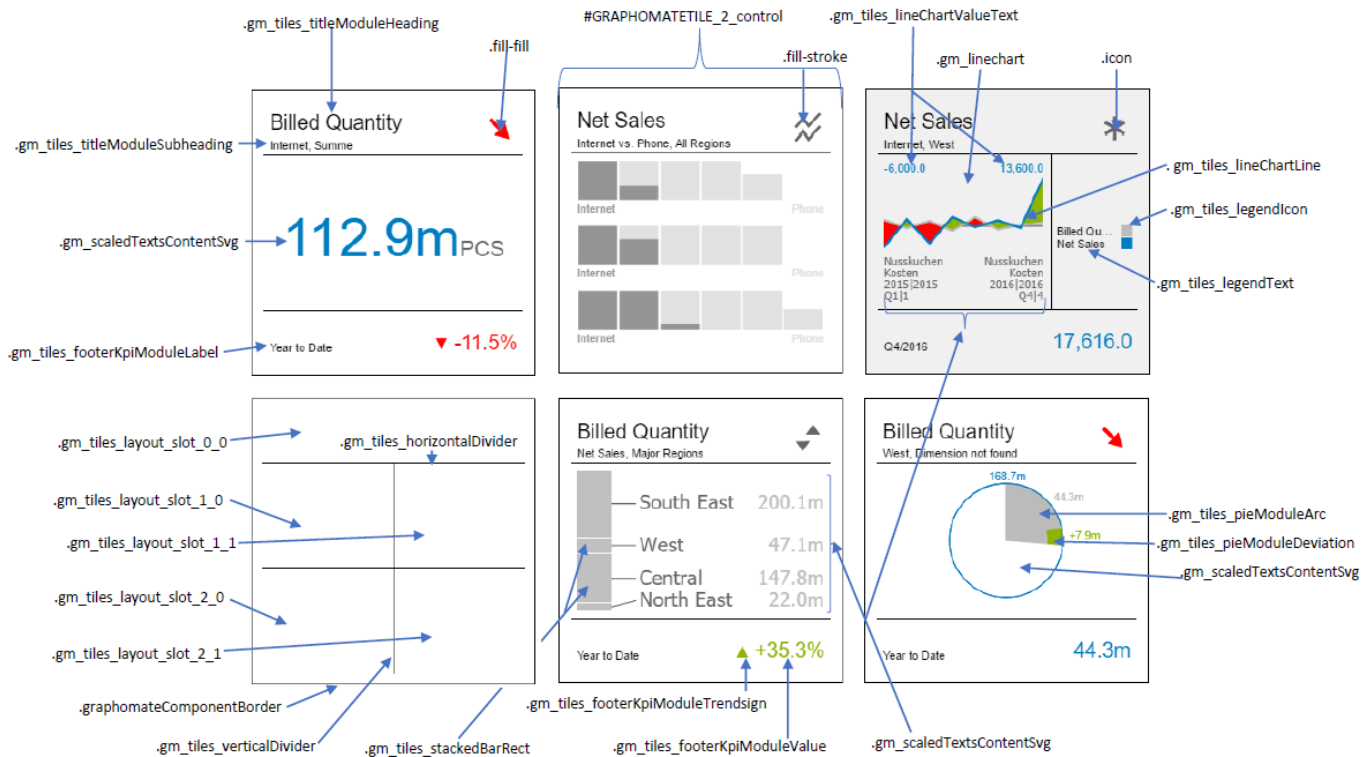 .gm_tiles_titleModuleHeading
#GRAPHOMATETILE_2_control
.gm_tiles_lineChartValueText
.fill-fill
.fill-stroke
.gm_linechart
.icon
Billed Quantity
Internet, Summe
.gm_tiles_titleModuleSubheading
112.9mPCS
.gm_scaledTextsContentSvg
Year to Date
▼ -11.5%
.gm_tiles_footerKpiModuleLabel
Net Sales
Internet vs. Phone, All Regions
Internet
Phone
Internet
Phone
Internet
Phone
Net Sales
Internet, West
-6,000.0
13,600.0
Nusskuchen
Kosten
2015|2015
Q1|1
Nusskuchen
Kosten
2016|2016
Q4|4
Billed Qu...
Net Sales
Q4/2016
17,616.0
. gm_tiles_lineChartLine
.gm_tiles_legendIcon
.gm_tiles_legendText
.gm_tiles_layout_slot_0_0
.gm_tiles_horizontalDivider
.gm_tiles_layout_slot_1_0
.gm_tiles_layout_slot_1_1
.gm_tiles_layout_slot_2_0
.gm_tiles_layout_slot_2_1
.graphomateComponentBorder
.gm_tiles_verticalDivider
.gm_tiles_stackedBarRect
Billed Quantity
Net Sales, Major Regions
South East 200.1m
West 47.1m
Central 147.8m
North East 22.0m
Year to Date
▲ +35.3%
.gm_tiles_footerKpiModuleTrendsign
.gm_tiles_footerKpiModuleValue
Billed Quantity
West, Dimension not found
168.7m
44.3m
+7.9m
Year to Date
44.3m
.gm_tiles_pieModuleArc
.gm_tiles_pieModuleDeviation
.gm_scaledTextsContentSvg
.gm_scaledTextsContentSvg